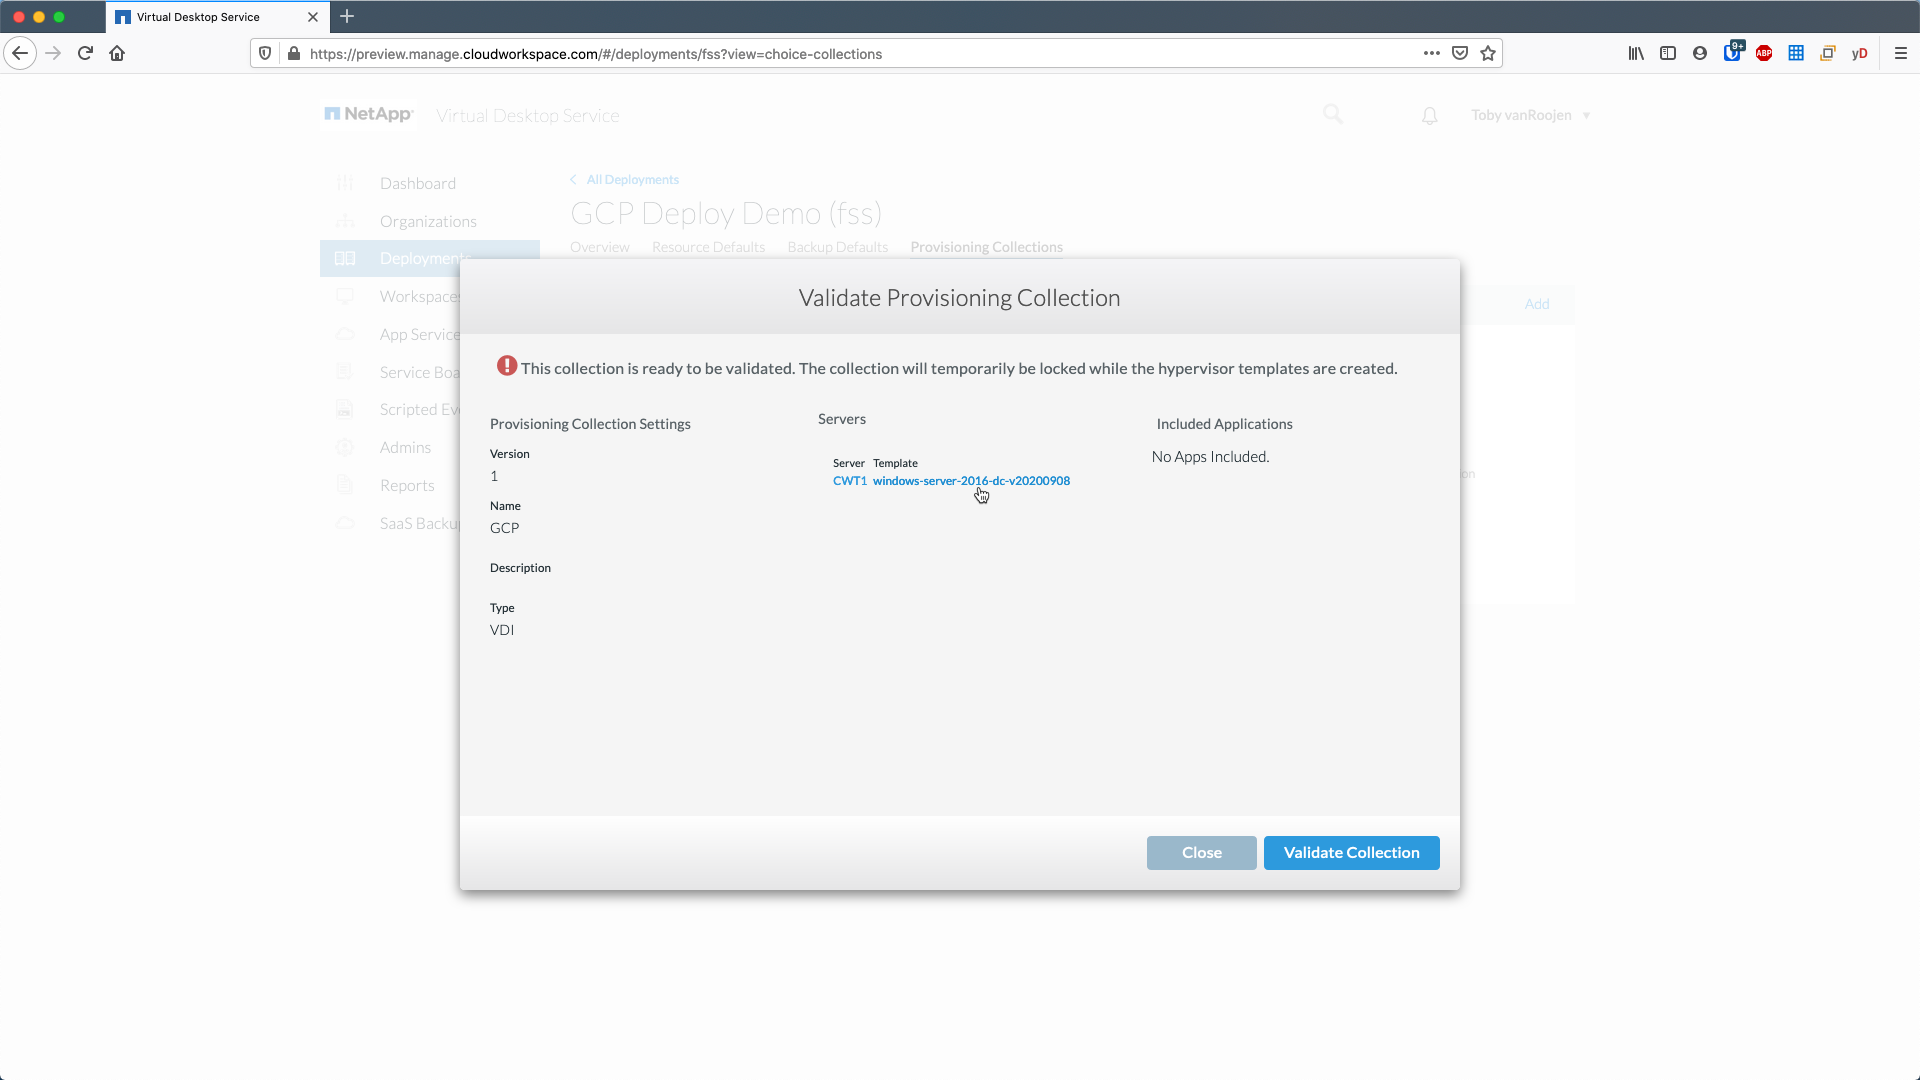 Virtual Desktop Service
https://preview.manage.cloudworkspace.com/#/deployments/fss?view=choice-collections
9+
ABP
yD
NetApp
Virtual Desktop Service
Toby vanRoojen
Dashboard
Organizations
Deployments
Workspaces
App Service
Service Boa
Scripted Ev
Admins
Reports
SaaS Backu
All Deployments
GCP Deploy Demo (fss)
Overview Resource Defaults Backup Defaults Provisioning Collections
Add
on
Validate Provisioning Collection
This collection is ready to be validated. The collection will temporarily be locked while the hypervisor templates are created.
Provisioning Collection Settings
Version
1
Name
GCP
Description
Type
VDI
Servers
Server Template
CWT1 windows-server-2016-dc-v20200908
Included Applications
No Apps Included.
Close
Validate Collection